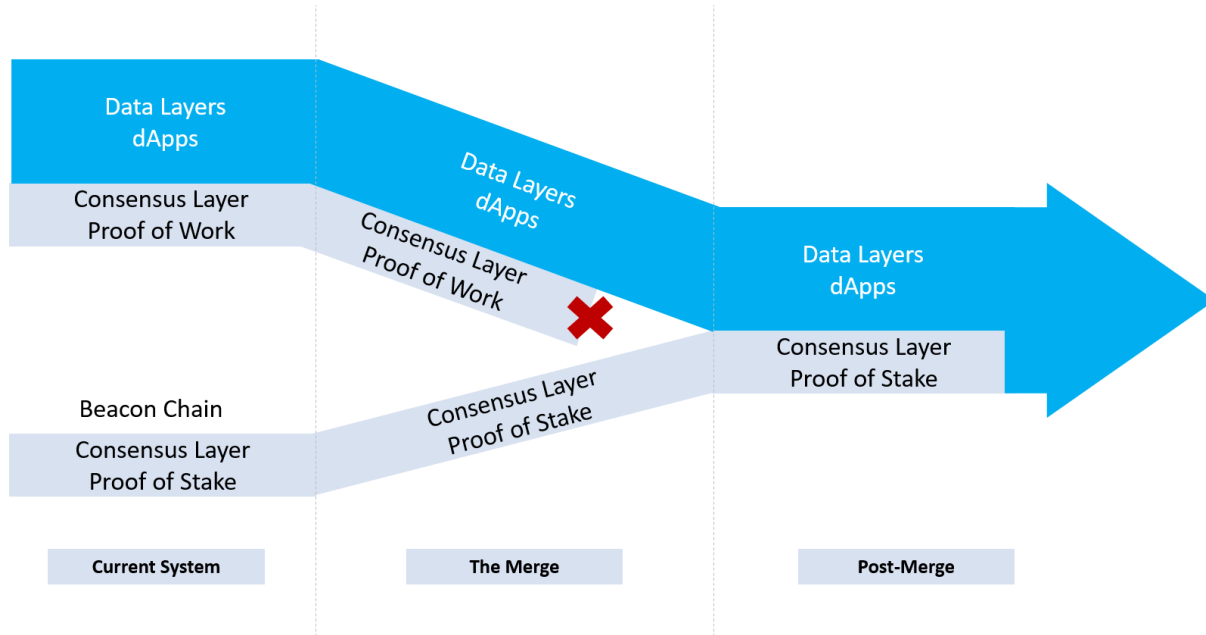 Data Layers
dApps
Consensus Layer
Proof of Work
Beacon Chain
Consensus Layer
Proof of Stake
Current System
Data Layers
dApps
Consensus Layer
Proof of Work
Consensus Layer
Proof of Stake
The Merge
Data Layers
dApps
Consensus Layer
Proof of Stake
Post-Merge